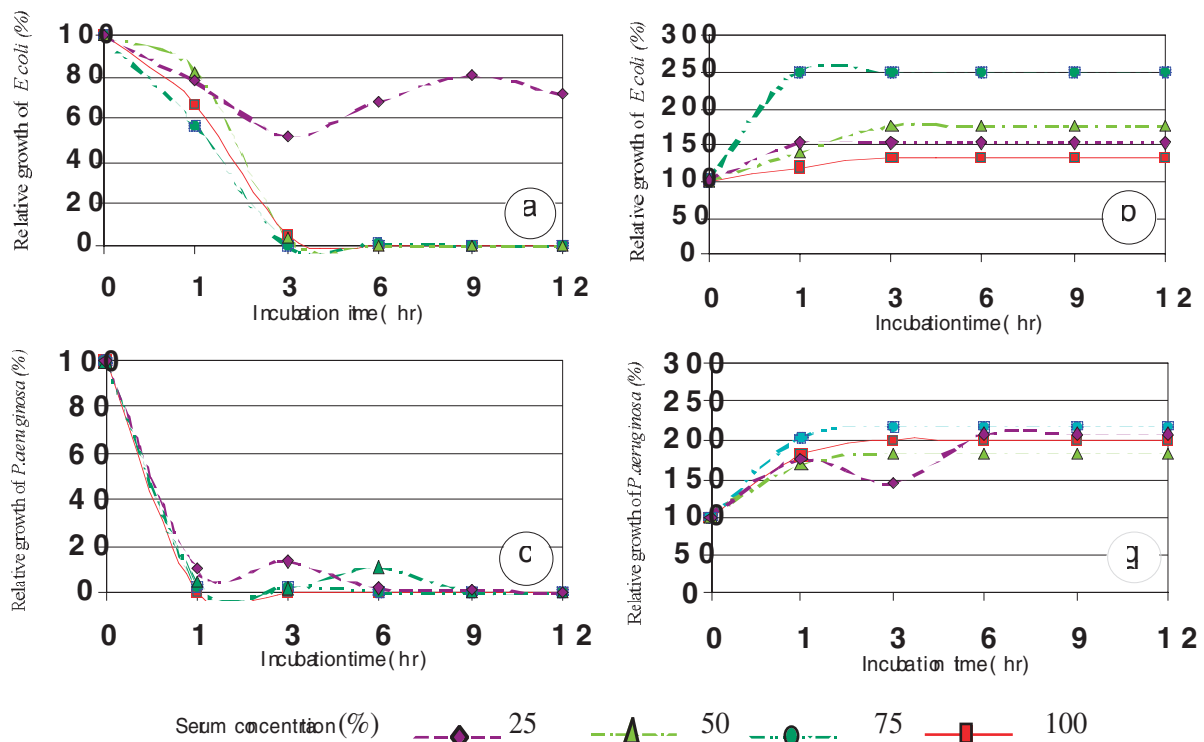 Relative growth of E coli (%)
100
80
60
40
20
0
a
0 1 3 6 9 12
Incubation time ( hr)
Relative growth of E coli (%)
300
250
200
150
100
50
0
b
0 1 3 6 9 12
Incubation time ( hr)
Relative growth of P.aeruginosa (%)
100
80
60
40
20
0
c
0 1 3 6 9 12
Incubation time ( hr)
Relative growth of P.aeruginosa (%)
300
250
200
150
100
50
0
0 1 3 6 9 12
Incubation time ( hr)
Serum concentration (%) 25 50 75 100